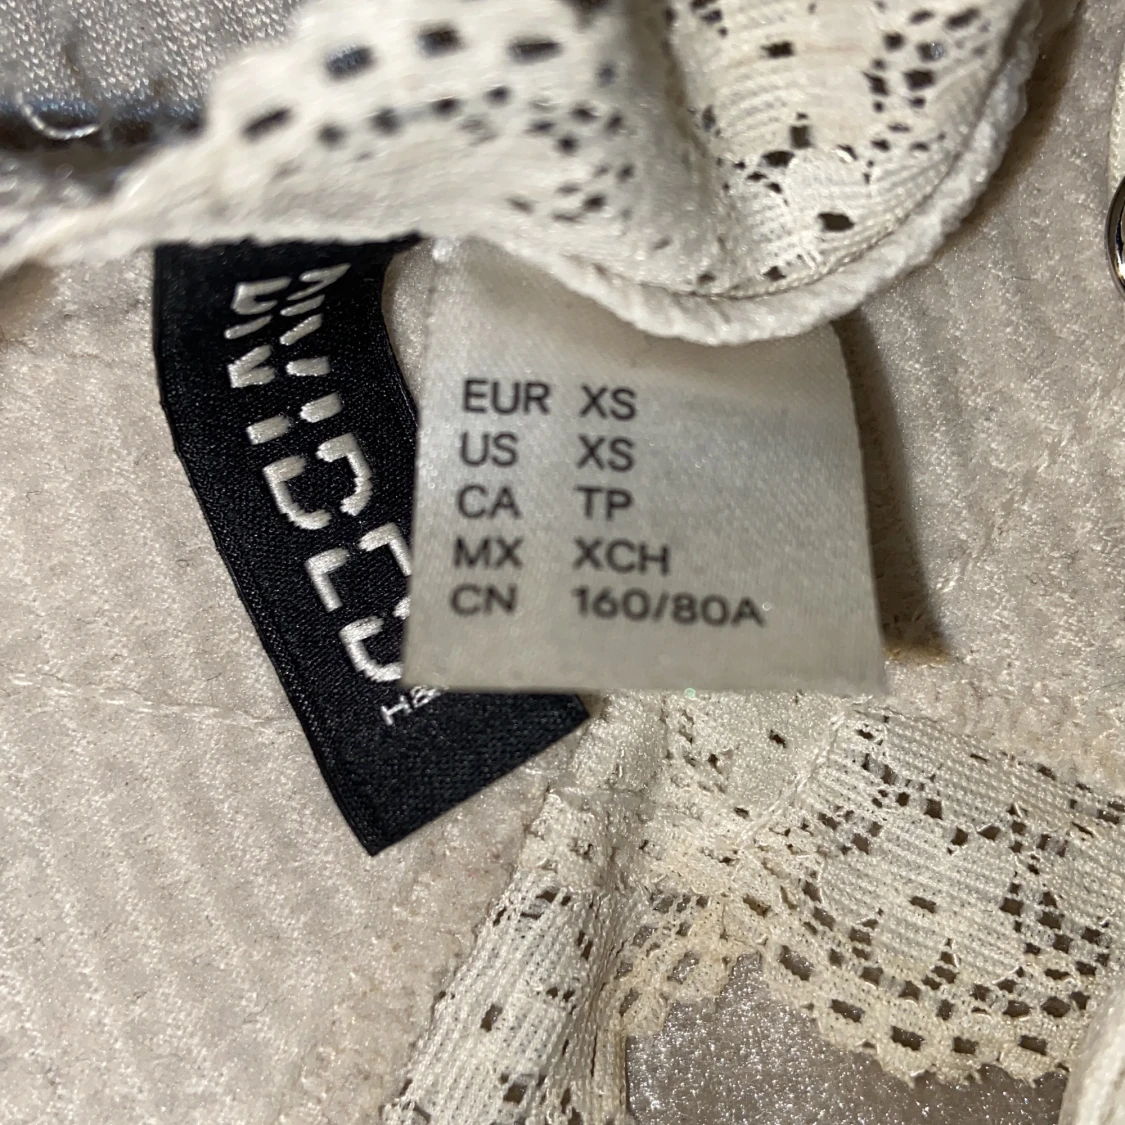 EUR XS
US XS
CA TP
MX XCH
CN 160/80A
H&